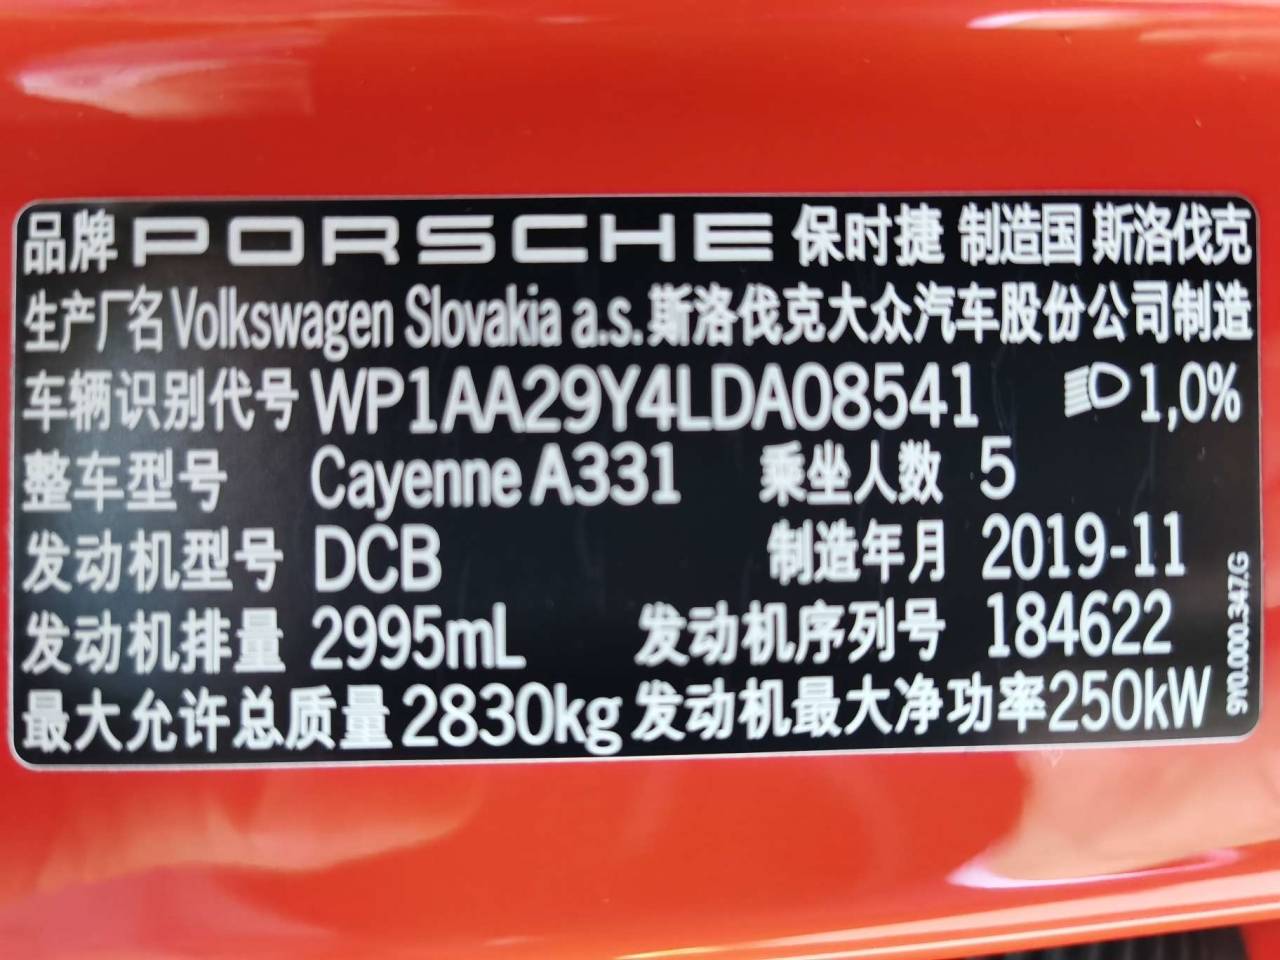 品牌 PORSCHE 保时捷 制造国 斯洛伐克
生产厂名 Volkswagen Slovakia a.s. 斯洛伐克大众汽车股份公司制造
车辆识别代号 WP1AA29Y4LDA08541 1,0%
整车型号 Cayenne A331 乘坐人数 5
发动机型号 DCB 制造年月 2019-11
发动机排量 2995mL 发动机序列号 184622
最大允许总质量 2830kg 发动机最大净功率 250kW
9Y0.000.347.G